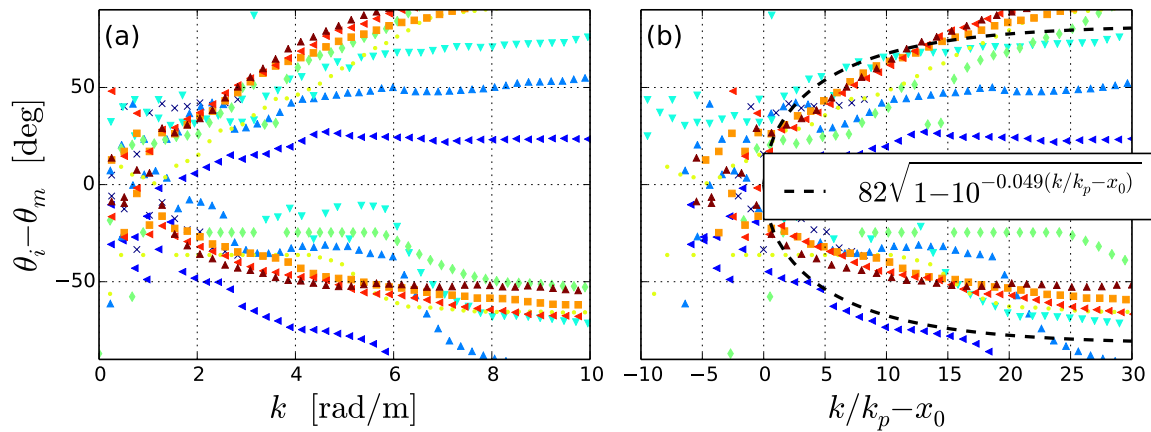 (a)
(b)
θ_i−θ_m [deg]
50
0
−50
0 2 4 6 8 10
k [rad/m]
−10 −5 0 5 10 15 20 25 30
k/k_p−x_0
82√(1−10^{−0.049(k/k_p−x_0)})